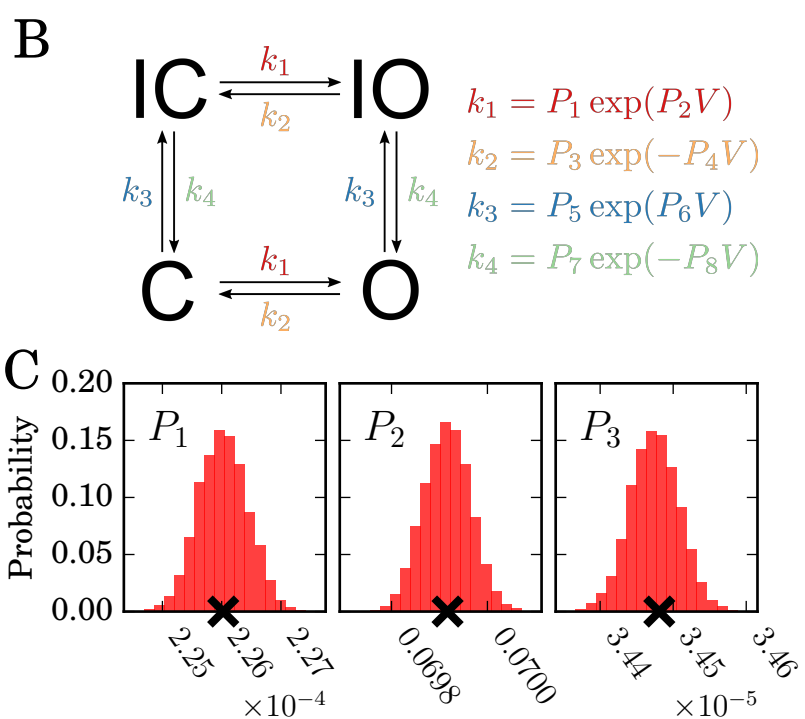 B
IC k₁ IO
k₂
k₃ k₄ k₃ k₄
C k₁ O
k₂
k₁ = P₁ exp(P₂V)
k₂ = P₃ exp(−P₄V)
k₃ = P₅ exp(P₆V)
k₄ = P₇ exp(−P₈V)
C
Probability
0.20
0.15
0.10
0.05
0.00
P₁
2.25 2.26 2.27
×10⁻⁴
P₂
0.0698 0.0700
P₃
3.44 3.45 3.46
×10⁻⁵